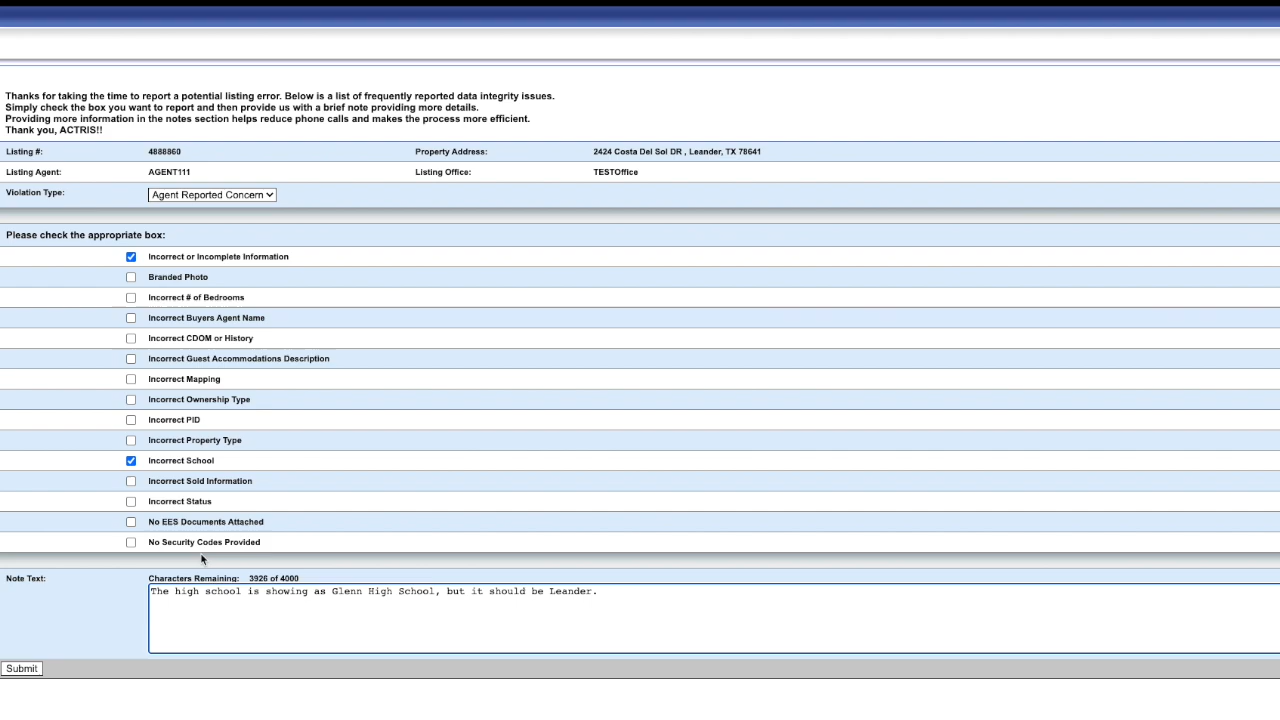 Thanks for taking the time to report a potential listing error. Below is a list of frequently reported data integrity issues.
Simply check the box you want to report and then provide us with a brief note providing more details.
Providing more information in the notes section helps reduce phone calls and makes the process more efficient.
Thank you, ACTRIS!!
Listing #: 4888860 Property Address: 2424 Costa Del Sol DR , Leander, TX 78641
Listing Agent: AGENT111 Listing Office: TESTOffice
Violation Type: Agent Reported Concern
Please check the appropriate box:
Incorrect or Incomplete Information
Branded Photo
Incorrect # of Bedrooms
Incorrect Buyers Agent Name
Incorrect CDOM or History
Incorrect Guest Accommodations Description
Incorrect Mapping
Incorrect Ownership Type
Incorrect PID
Incorrect Property Type
Incorrect School
Incorrect Sold Information
Incorrect Status
No EES Documents Attached
No Security Codes Provided
Note Text: Characters Remaining: 3926 of 4000
The high school is showing as Glenn High School, but it should be Leander.
Submit